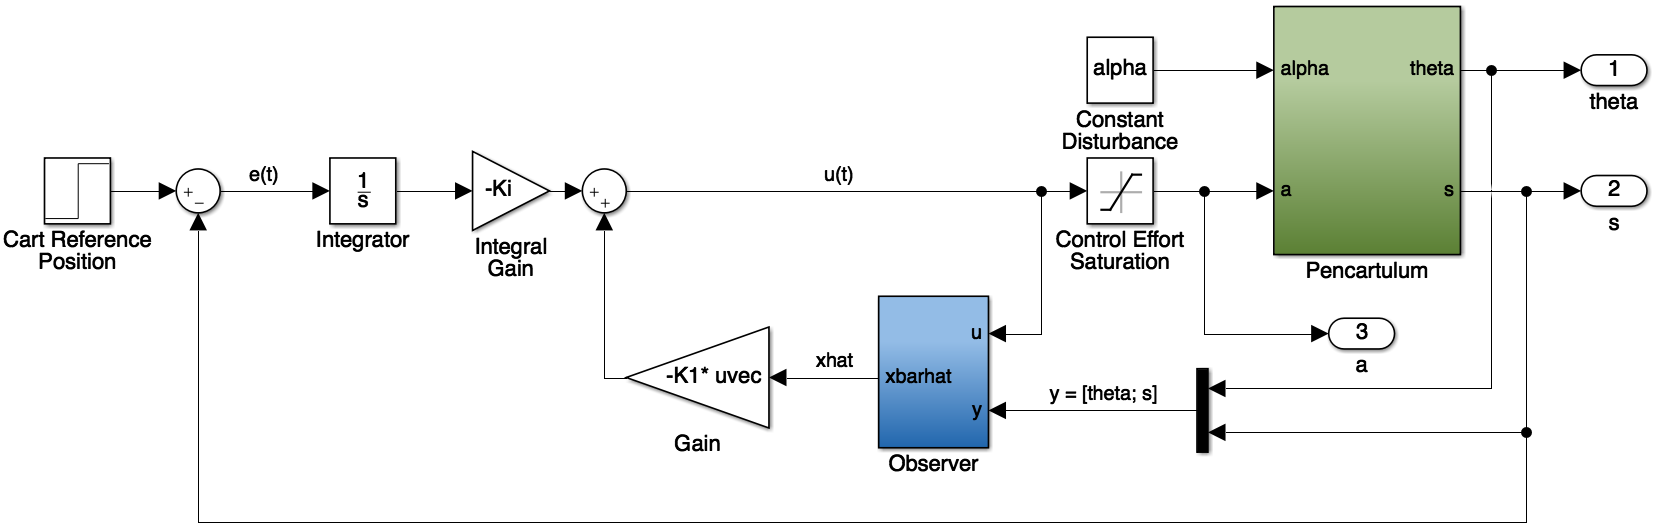 alpha
Constant
Disturbance
alpha
theta
a
s
Pencartulum
1
theta
2
s
Cart Reference
Position
+
−
e(t)
1
s
Integrator
-Ki
Integral
Gain
+
+
u(t)
Control Effort
Saturation
3
a
-K1* uvec
Gain
xhat
u
xbarhat
y
Observer
y = [theta; s]